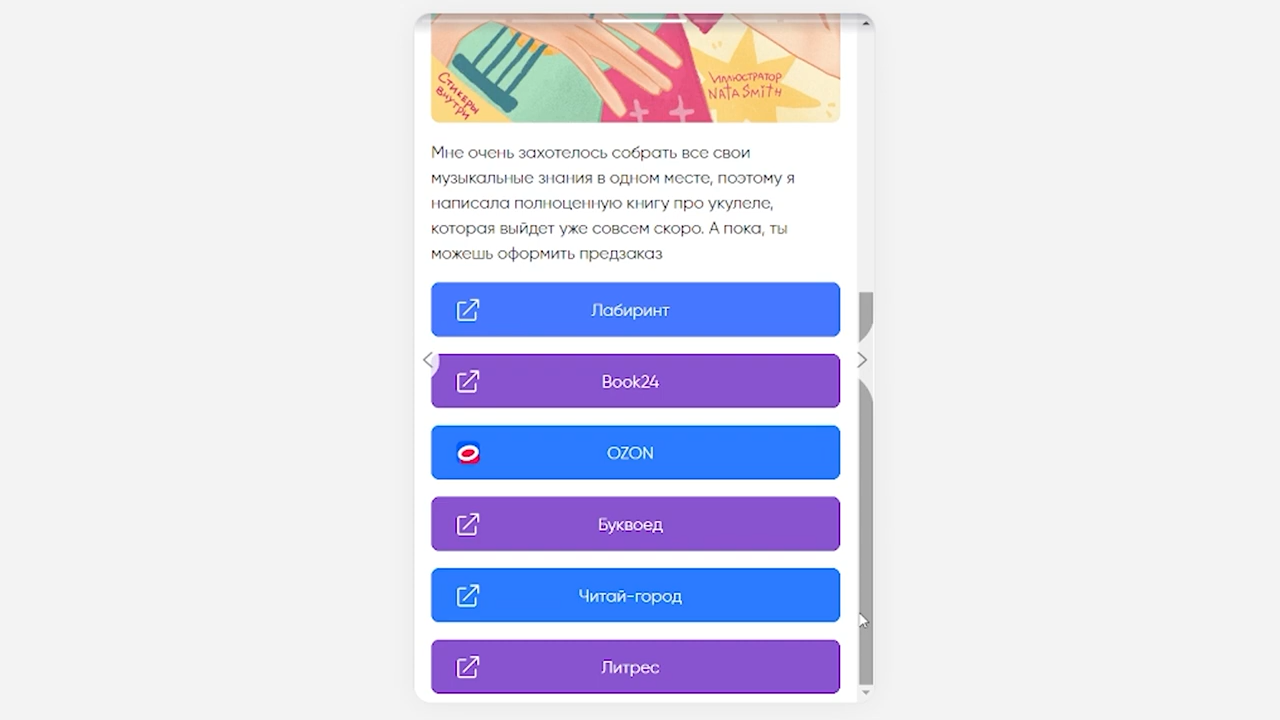 Стикеры
внутри
Иллюстратор
Nata Smith
Мне очень захотелось собрать все свои
музыкальные знания в одном месте, поэтому я
написала полноценную книгу про укулеле,
которая выйдет уже совсем скоро. А пока, ты
можешь оформить предзаказ
Лабиринт
Book24
OZON
Буквоед
Читай-город
Литрес